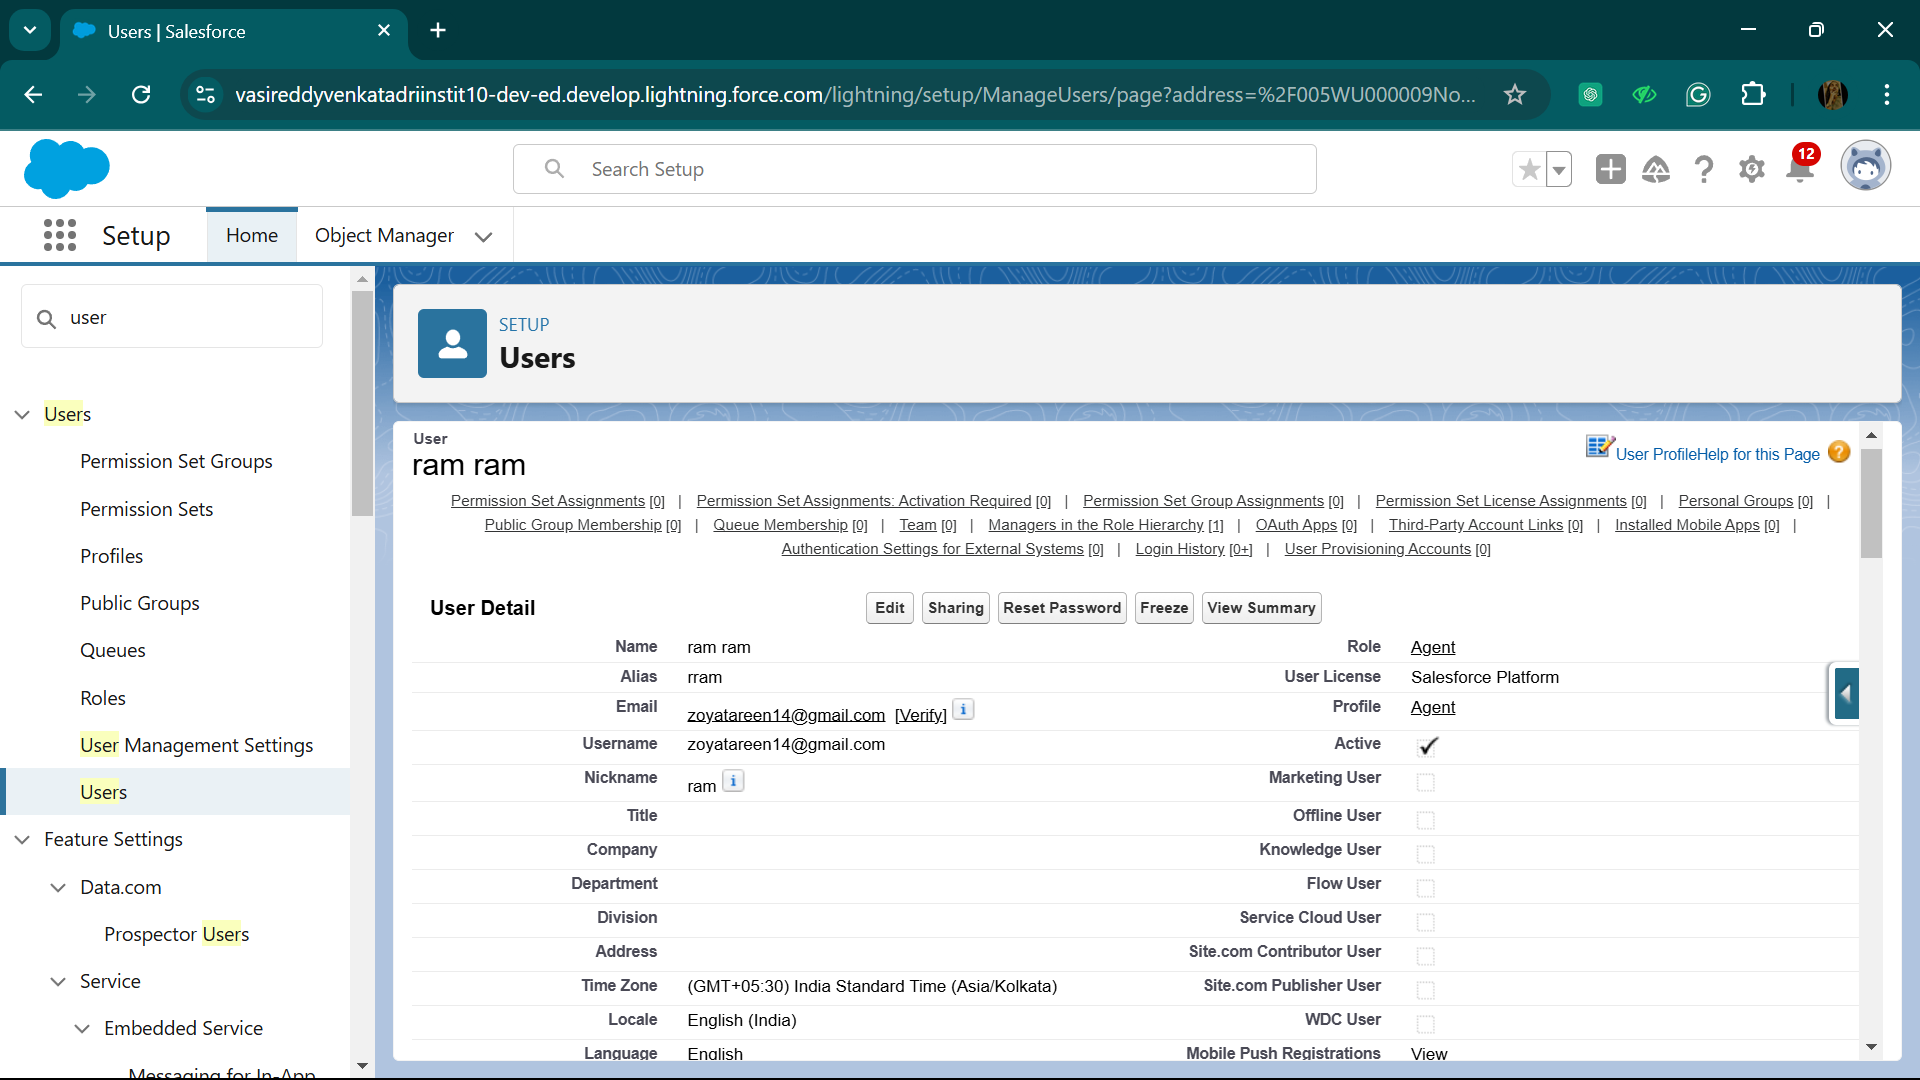 Users | Salesforce
vasireddyvenkatadriinstit10-dev-ed.develop.lightning.force.com/lightning/setup/ManageUsers/page?address=%2F005WU000009No...
Search Setup
12
Setup
Home
Object Manager
user
Users
Permission Set Groups
Permission Sets
Profiles
Public Groups
Queues
Roles
User Management Settings
Users
Feature Settings
Data.com
Prospector Users
Service
Embedded Service
Messaging for In-App
SETUP
Users
User
ram ram
User Profile Help for this Page ?
Permission Set Assignments [0] | Permission Set Assignments: Activation Required [0] | Permission Set Group Assignments [0] | Permission Set License Assignments [0] | Personal Groups [0] |
Public Group Membership [0] | Queue Membership [0] | Team [0] | Managers in the Role Hierarchy [1] | OAuth Apps [0] | Third-Party Account Links [0] | Installed Mobile Apps [0] |
Authentication Settings for External Systems [0] | Login History [0+] | User Provisioning Accounts [0]
User Detail Edit Sharing Reset Password Freeze View Summary
Name ram ram Role Agent
Alias rram User License Salesforce Platform
Email zoyatareen14@gmail.com [Verify] i Profile Agent
Username zoyatareen14@gmail.com Active
Nickname ram i Marketing User
Title Offline User
Company Knowledge User
Department Flow User
Division Service Cloud User
Address Site.com Contributor User
Time Zone (GMT+05:30) India Standard Time (Asia/Kolkata) Site.com Publisher User
Locale English (India) WDC User
Language English Mobile Push Registrations View